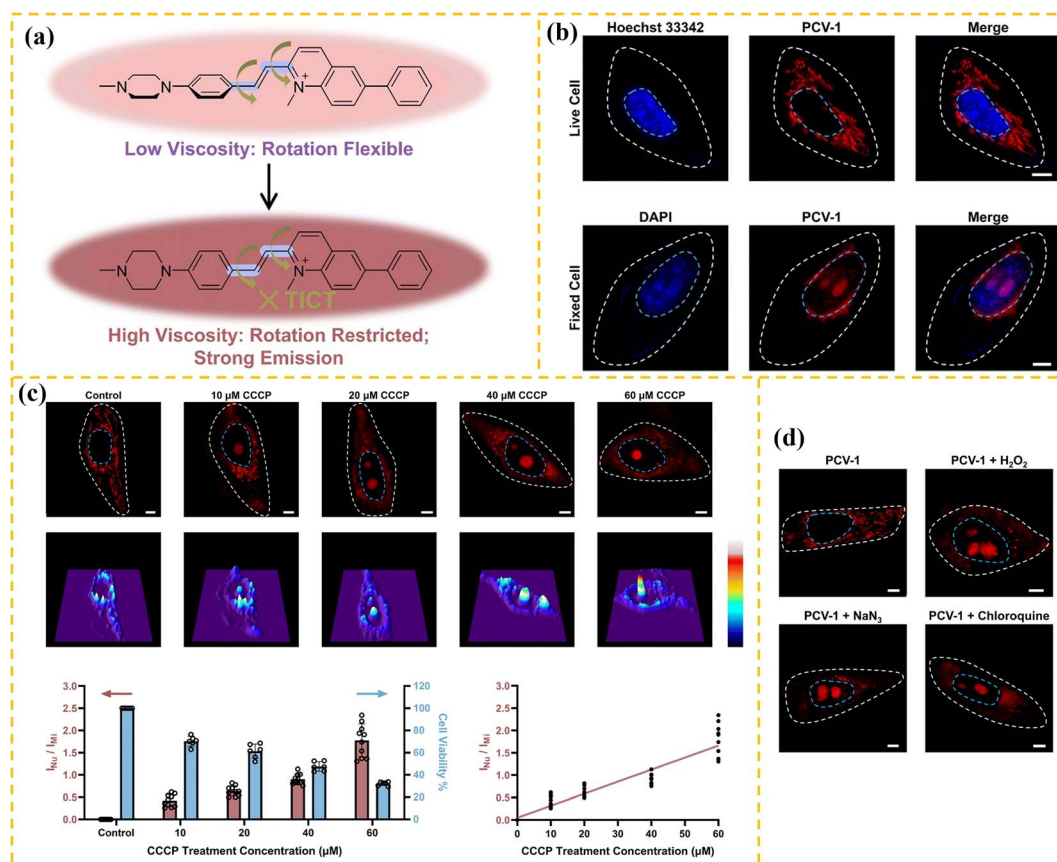 (a)
N
N
N
+
Low Viscosity: Rotation Flexible
N
N
N
+
× TICT
High Viscosity: Rotation Restricted;
Strong Emission
(b)
Hoechst 33342 PCV-1 Merge
Live Cell
DAPI PCV-1 Merge
Fixed Cell
(c)
Control 10 µM CCCP 20 µM CCCP 40 µM CCCP 60 µM CCCP
I_Nu / I_Mi
3.0
2.5
2.0
1.5
1.0
0.5
0.0
120
100
80
60
40
20
0
Cell Viability %
Control 10 20 40 60
CCCP Treatment Concentration (µM)
I_Nu / I_Mi
3.0
2.5
2.0
1.5
1.0
0.5
0.0
0 10 20 30 40 50 60
CCCP Treatment Concentration (µM)
(d)
PCV-1 PCV-1 + H₂O₂
PCV-1 + NaN₃ PCV-1 + Chloroquine